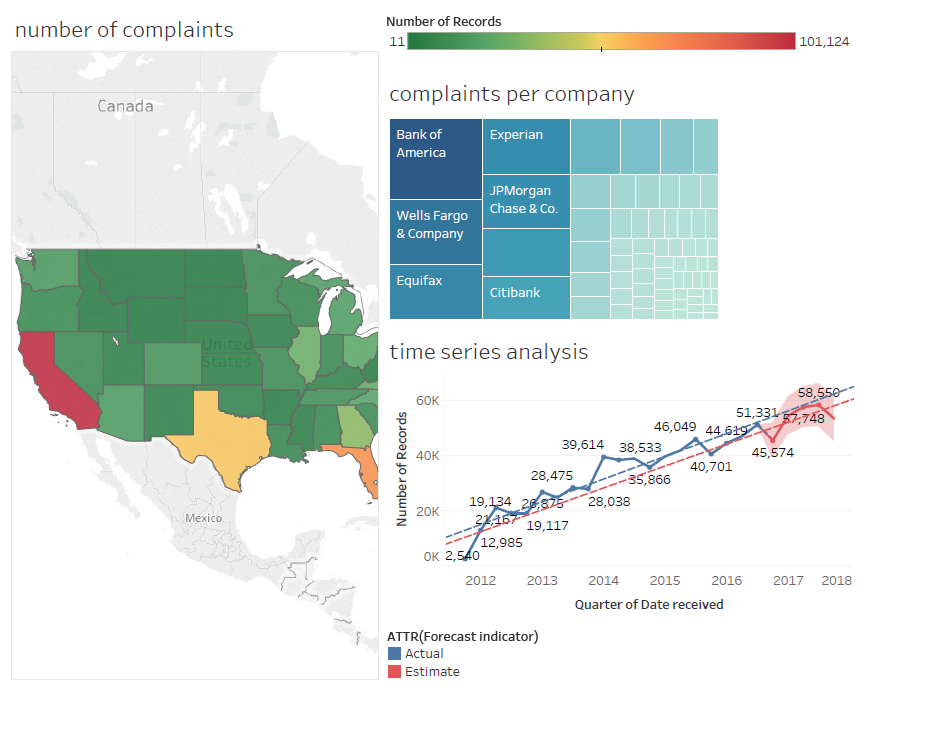 number of complaints
Canada
United
States
Mexico
Number of Records
11
101,124
complaints per company
Bank of
America
Experian
JPMorgan
Chase & Co.
Wells Fargo
& Company
Equifax
Citibank
time series analysis
Number of Records
60K
40K
20K
0K
2,540
12,985
19,134
21,167
19,117
26,875
28,475
28,038
39,614
38,533
35,866
46,049
40,701
44,619
51,331
45,574
57,748
58,550
2012
2013
2014
2015
2016
2017
2018
Quarter of Date received
ATTR(Forecast indicator)
Actual
Estimate